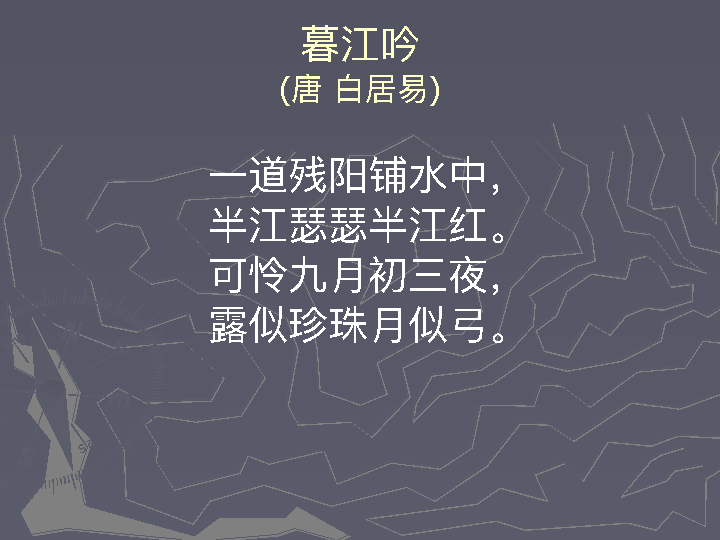 暮江吟
(唐 白居易)
一道残阳铺水中，
半江瑟瑟半江红。
可怜九月初三夜，
露似珍珠月似弓。